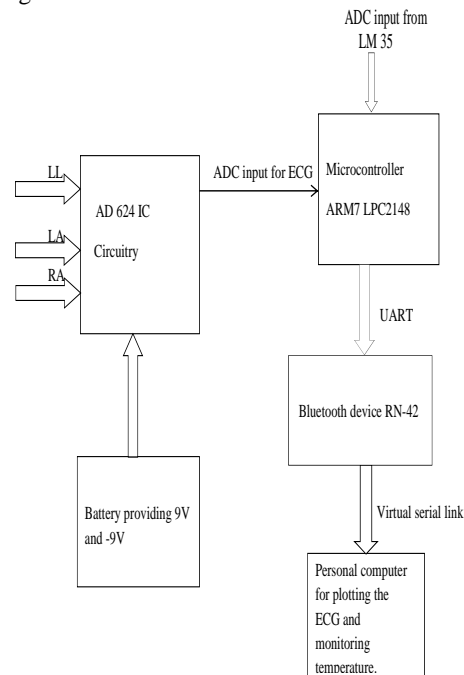 g
ADC input from
LM 35
LL
LA
RA
AD 624 IC
Circuitry
ADC input for ECG
Microcontroller
ARM7 LPC2148
UART
Bluetooth device RN-42
Battery providing 9V
and -9V
Virtual serial link
Personal computer
for plotting the
ECG and
monitoring
temperature.